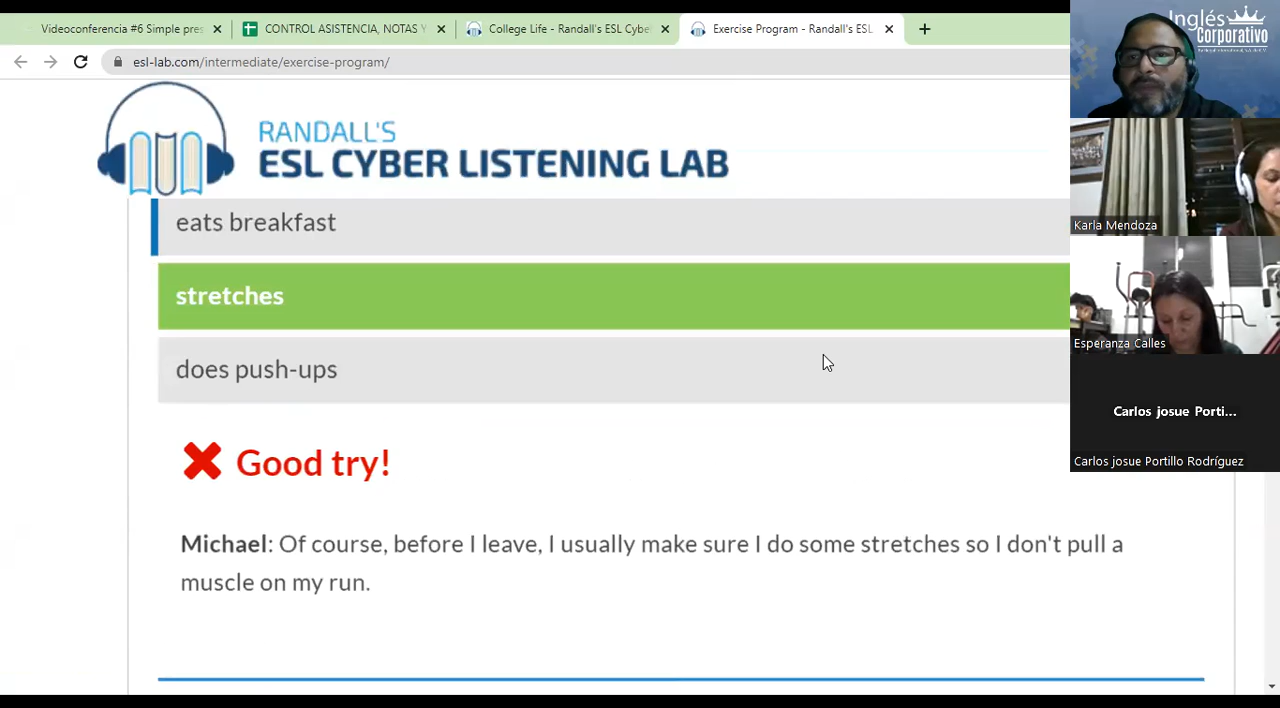 Videoconferencia #6 Simple pres
CONTROL ASISTENCIA, NOTAS Y
College Life - Randall's ESL Cybe
Exercise Program - Randall's ESL
esl-lab.com/intermediate/exercise-program/
RANDALL'S
ESL CYBER LISTENING LAB
eats breakfast
stretches
does push-ups
Good try!
Michael: Of course, before I leave, I usually make sure I do some stretches so I don't pull a
muscle on my run.
Inglés
Corporativo
Karla Mendoza
Esperanza Calles
Carlos josue Porti...
Carlos josue Portillo Rodríguez